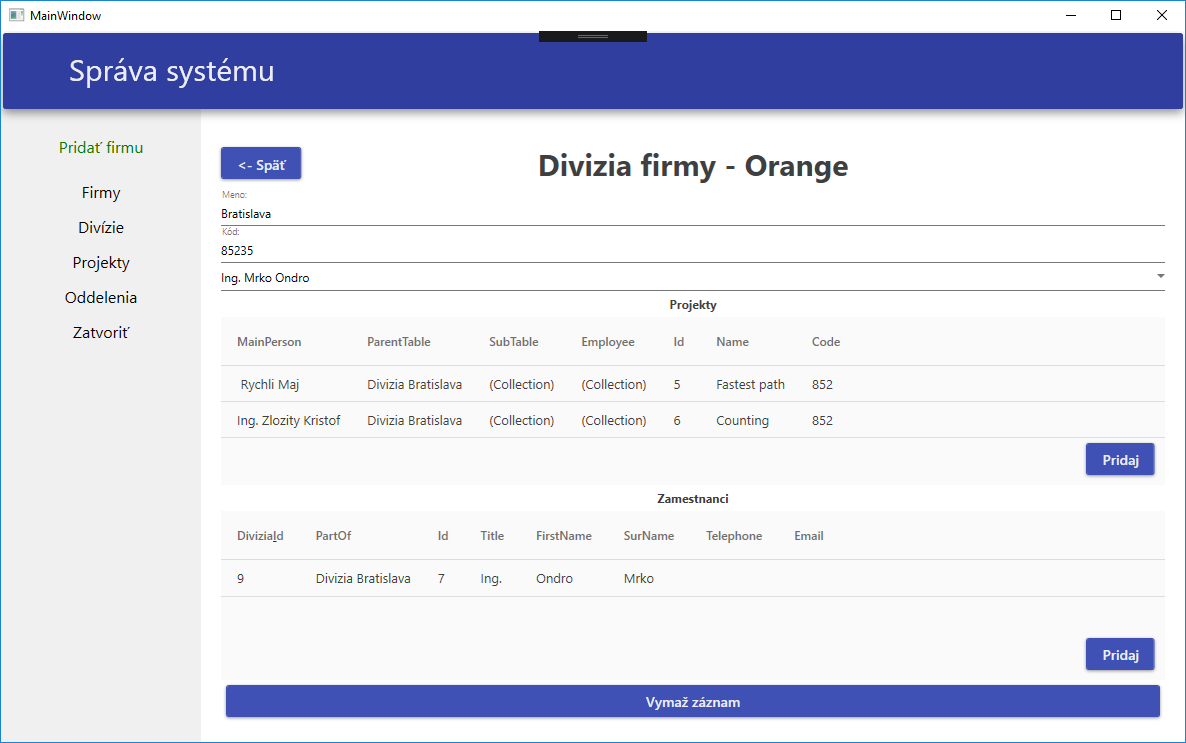 MainWindow
Správa systému
Pridať firmu
Firmy
Divízie
Projekty
Oddelenia
Zatvoriť
<- Späť
Divizia firmy - Orange
Meno:
Bratislava
Kód:
85235
Ing. Mrko Ondro
Projekty
MainPerson ParentTable SubTable Employee Id Name Code
Rychli Maj Divizia Bratislava (Collection) (Collection) 5 Fastest path 852
Ing. Zlozity Kristof Divizia Bratislava (Collection) (Collection) 6 Counting 852
Pridaj
Zamestnanci
DiviziaId PartOf Id Title FirstName SurName Telephone Email
9 Divizia Bratislava 7 Ing. Ondro Mrko
Pridaj
Vymaž záznam